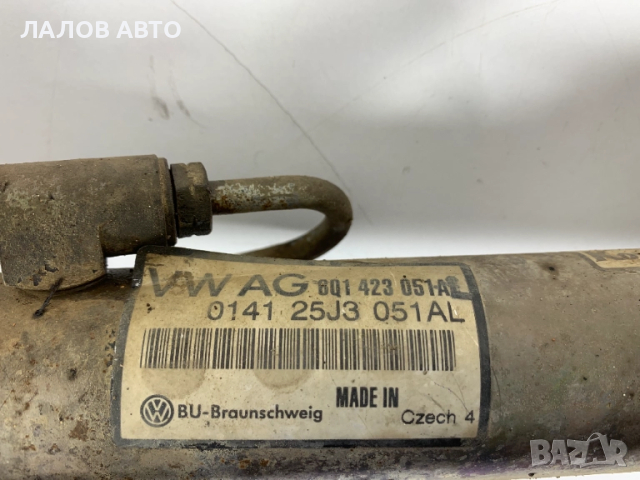 ЛАЛОВ АВТО
VW AG 6Q1 423 051AL
0141 25J3 051AL
BU-Braunschweig MADE IN
Czech 4
BAZAR